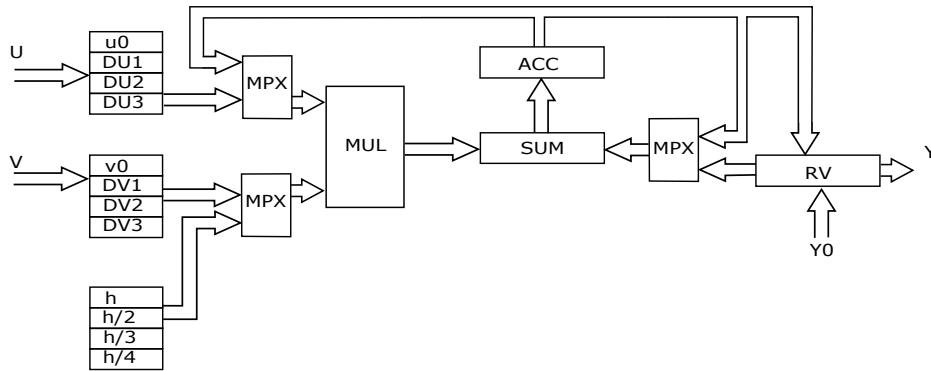 U
u0
DU1
DU2
DU3
MPX
ACC
MUL
SUM
MPX
V
v0
DV1
DV2
DV3
MPX
RV
Y
Y0
h
h/2
h/3
h/4